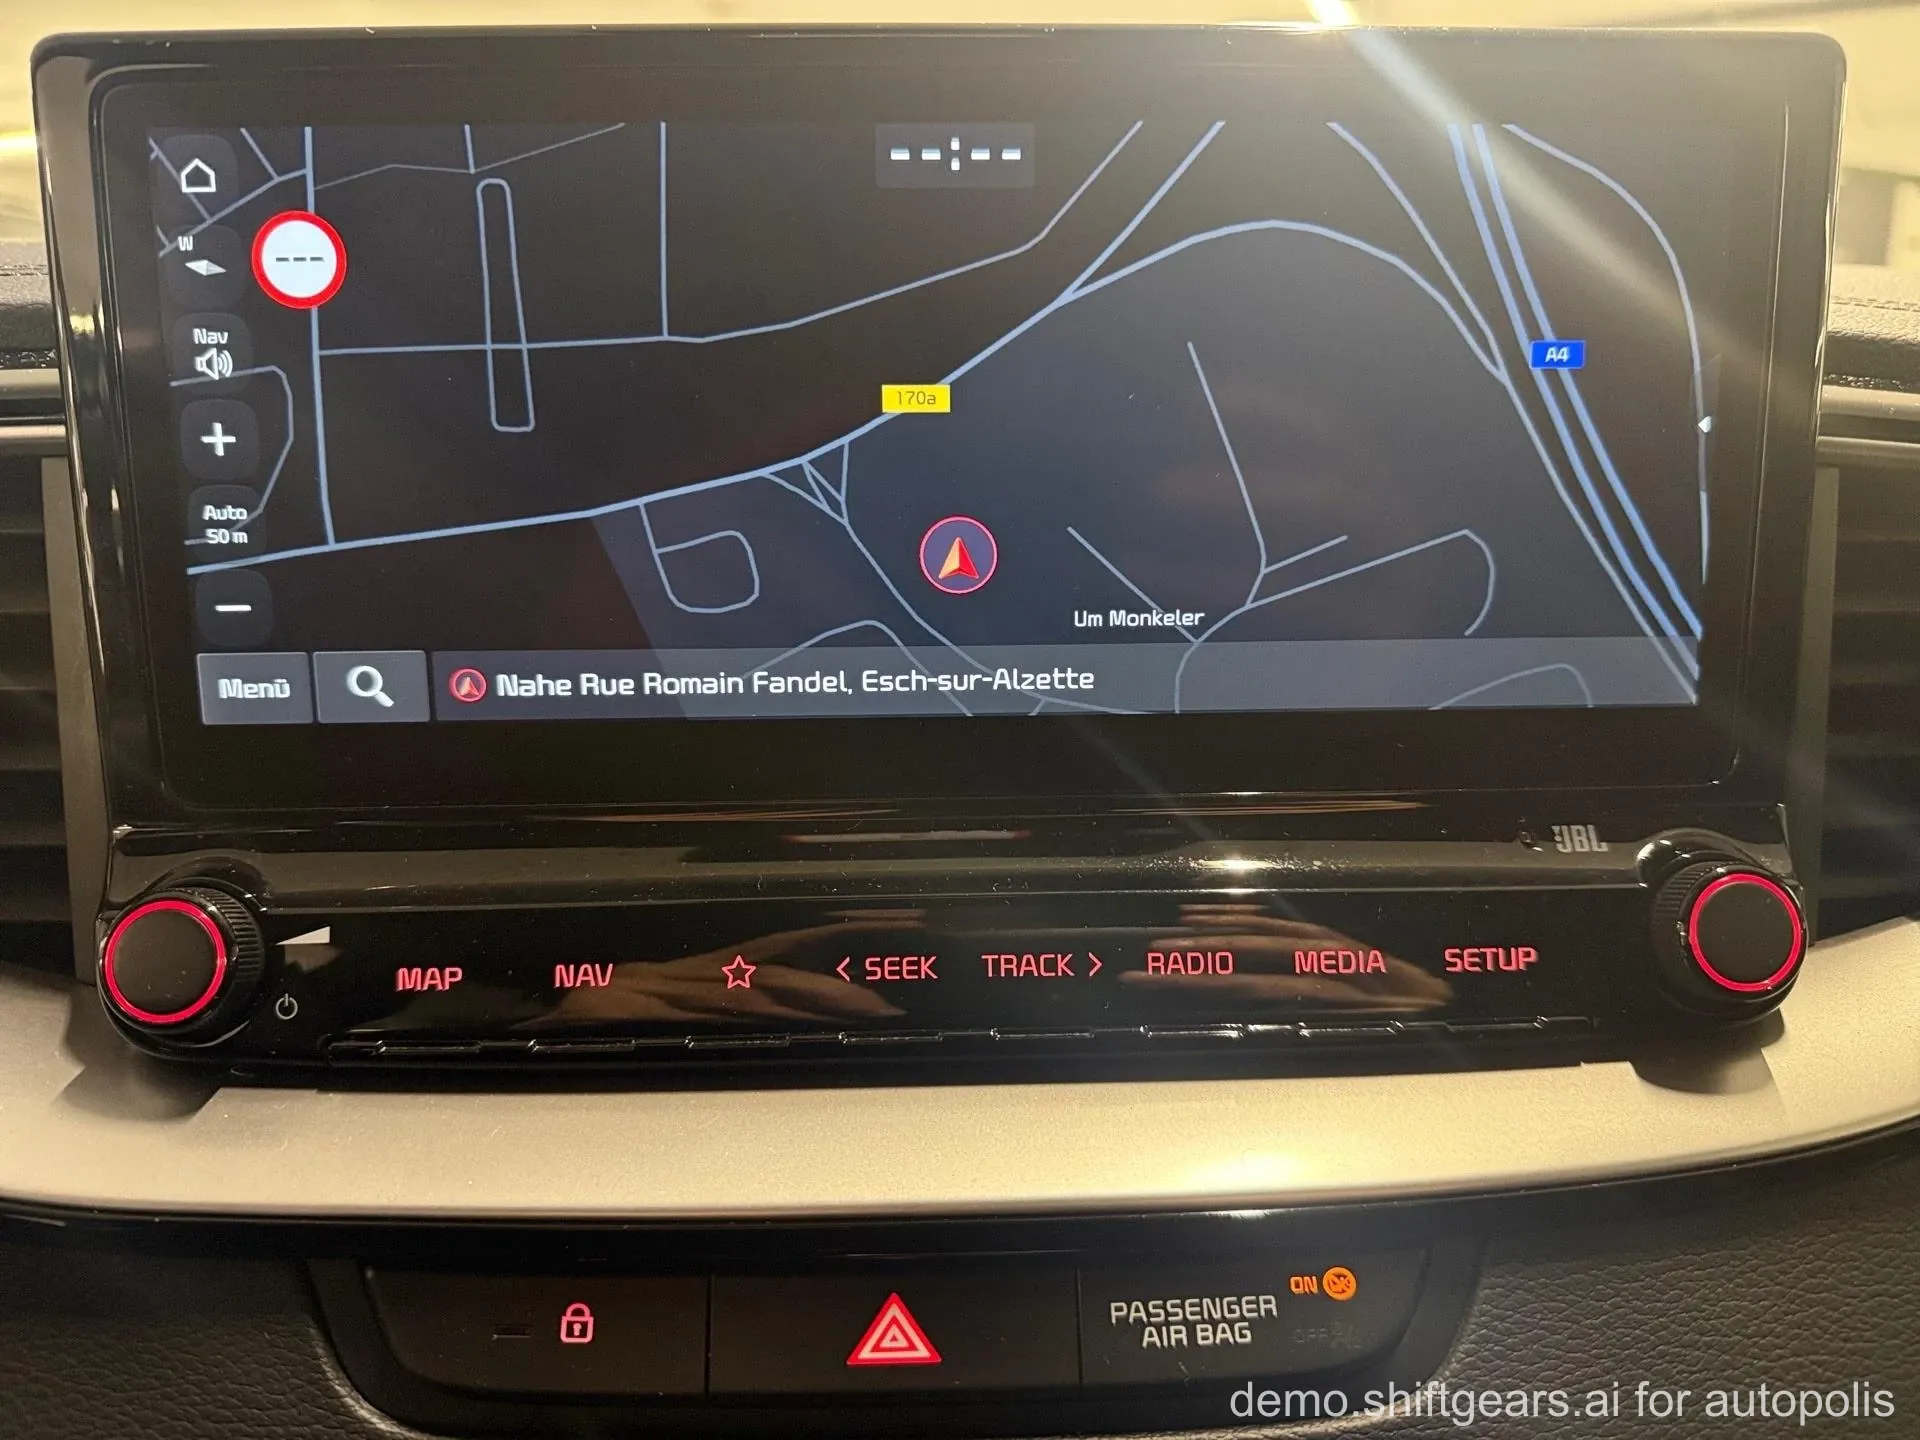 --:--
W
---
Nav
170a
A4
Auto
50 m
Um Monkeler
Menü
Nahe Rue Romain Fandel, Esch-sur-Alzette
JBL
MAP
NAV
< SEEK
TRACK >
RADIO
MEDIA
SETUP
ON
PASSENGER
AIR BAG
OFF
demo.shiftgears.ai for autopolis